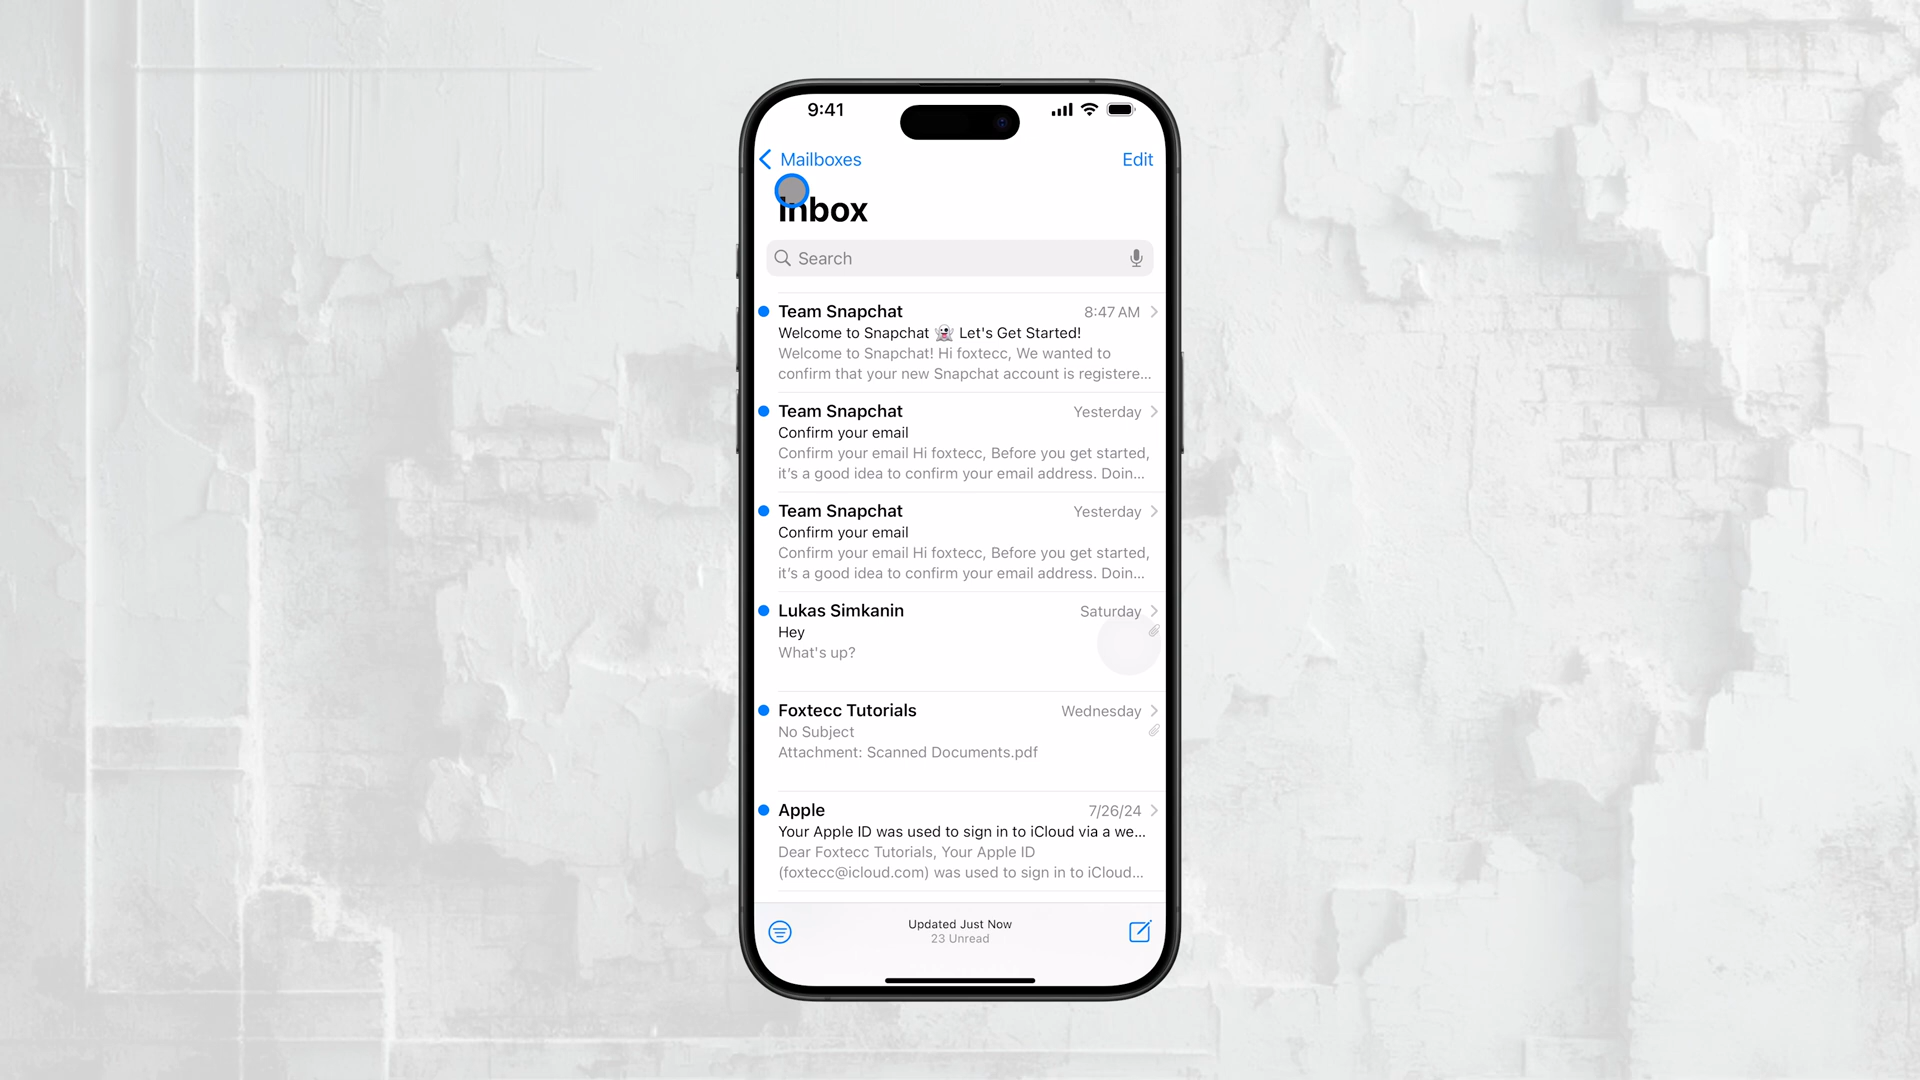 9:41
Mailboxes
Edit
Inbox
Search
Team Snapchat 8:47 AM
Welcome to Snapchat 👻 Let's Get Started!
Welcome to Snapchat! Hi foxtecc, We wanted to
confirm that your new Snapchat account is registere...
Team Snapchat Yesterday
Confirm your email
Confirm your email Hi foxtecc, Before you get started,
it's a good idea to confirm your email address. Doin...
Team Snapchat Yesterday
Confirm your email
Confirm your email Hi foxtecc, Before you get started,
it's a good idea to confirm your email address. Doin...
Lukas Simkanin Saturday
Hey
What's up?
Foxtecc Tutorials Wednesday
No Subject
Attachment: Scanned Documents.pdf
Apple 7/26/24
Your Apple ID was used to sign in to iCloud via a we...
Dear Foxtecc Tutorials, Your Apple ID
(foxtecc@icloud.com) was used to sign in to iCloud...
Updated Just Now
23 Unread